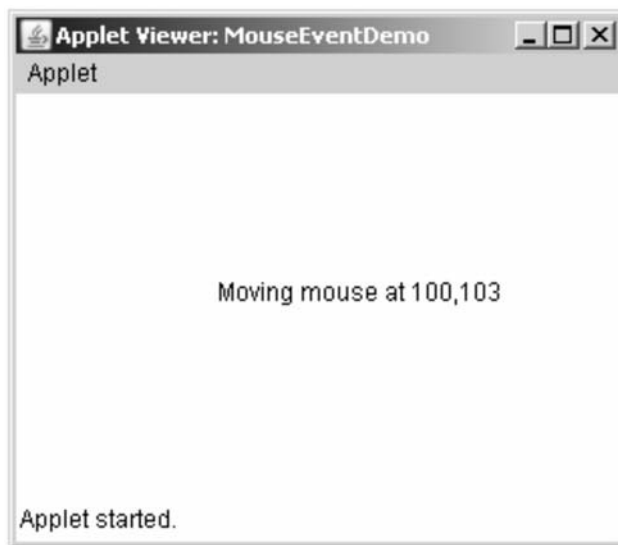 Applet Viewer: MouseEventDemo
Applet
Moving mouse at 100,103
Applet started.